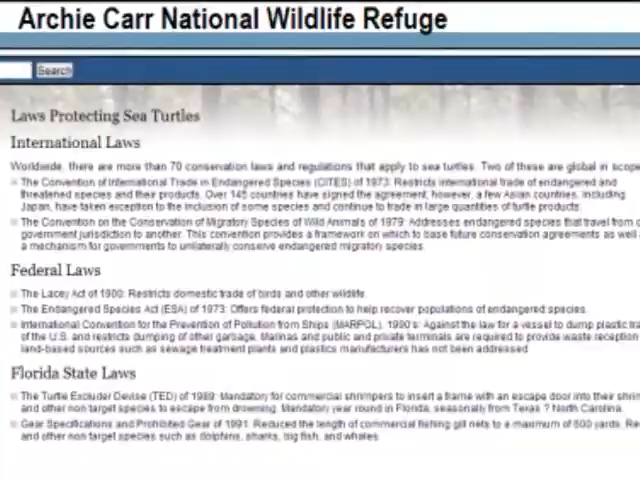 Archie Carr National Wildlife Refuge
Search
Laws Protecting Sea Turtles
International Laws
Worldwide, there are more than 70 conservation laws and regulations that apply to sea turtles. Two of these are global in scope
The Convention of International Trade in Endangered Species (CITES) of 1973: Restricts international trade of endangered and
threatened species and their products. Over 145 countries have signed the agreement, however, a few Asian countries, including
Japan, have taken exception to the inclusion of some species and continue to trade in large quantities of turtle products.
The Convention on the Conservation of Migratory Species of Wild Animals of 1979: Addresses endangered species that travel from
government jurisdiction to another. This convention provides a framework on which to base future conservation agreements as well
a mechanism for governments to unilaterally conserve endangered migratory species.
Federal Laws
The Lacey Act of 1900: Restricts domestic trade of birds and other wildlife.
The Endangered Species Act (ESA) of 1973: Offers federal protection to help recover populations of endangered species.
International Convention for the Prevention of Pollution from Ships (MARPOL), 1990's: Against the law for a vessel to dump plastic
of the U.S. and restricts dumping of other garbage. Marinas and public and private terminals are required to provide waste reception
land-based sources such as sewage treatment plants and plastics manufacturers has not been addressed
Florida State Laws
The Turtle Excluder Devise (TED) of 1989: Mandatory for commercial shrimpers to insert a frame with an escape door into their
and other non target species to escape from drowning. Mandatory year round in Florida, seasonally from Texas ? North Carolina.
Gear Specifications and Prohibited Gear of 1991: Reduced the length of commercial fishing gill nets to a maximum of 600 yards.
and other non target species such as dolphins, sharks, big fish, and whales